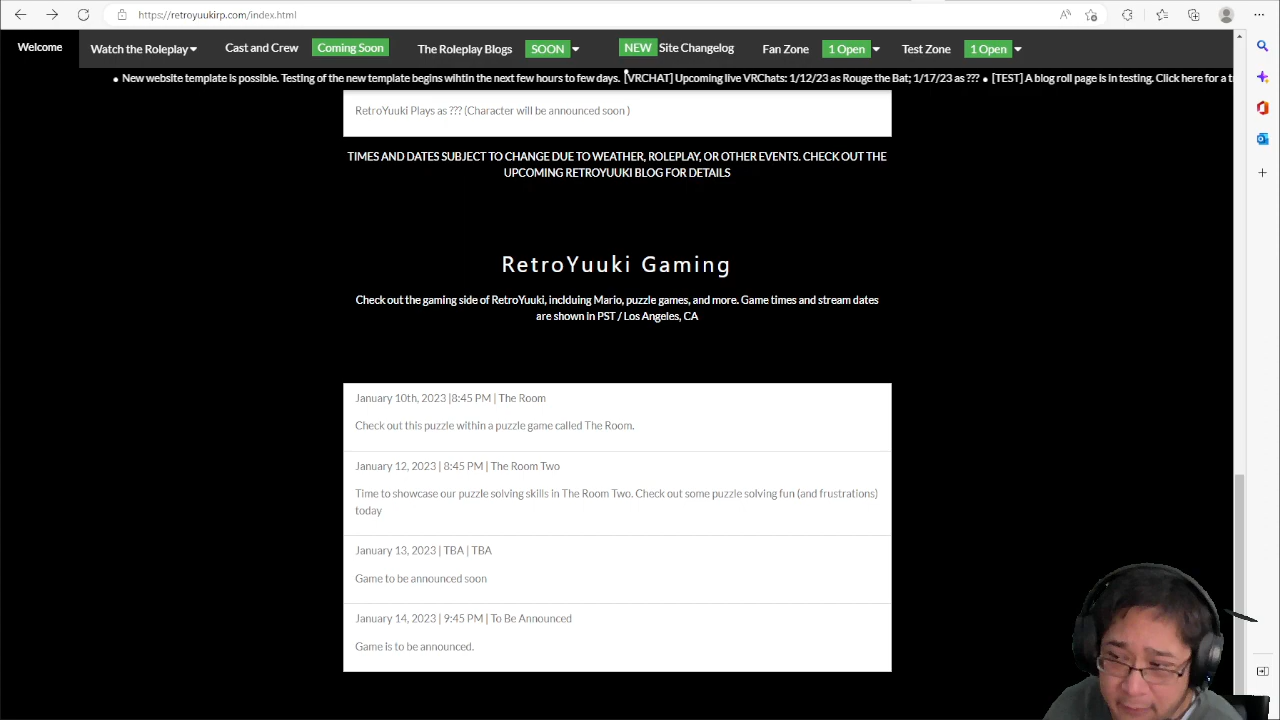 https://retroyuukirp.com/index.html
Welcome
Watch the Roleplay
Cast and Crew Coming Soon
The Roleplay Blogs SOON
NEW Site Changelog
Fan Zone 1 Open
Test Zone 1 Open
● New website template is possible. Testing of the new template begins wihtin the next few hours to few days. [VRCHAT] Upcoming live VRChats: 1/12/23 as Rouge the Bat; 1/17/23 as ??? ● [TEST] A blog roll page is in testing. Click here for a t
RetroYuuki Plays as ??? (Character will be announced soon )
TIMES AND DATES SUBJECT TO CHANGE DUE TO WEATHER, ROLEPLAY, OR OTHER EVENTS. CHECK OUT THE
UPCOMING RETROYUUKI BLOG FOR DETAILS
RetroYuuki Gaming
Check out the gaming side of RetroYuuki, inclduing Mario, puzzle games, and more. Game times and stream dates
are shown in PST / Los Angeles, CA
January 10th, 2023 |8:45 PM | The Room
Check out this puzzle within a puzzle game called The Room.
January 12, 2023 | 8:45 PM | The Room Two
Time to showcase our puzzle solving skills in The Room Two. Check out some puzzle solving fun (and frustrations)
today
January 13, 2023 | TBA | TBA
Game to be announced soon
January 14, 2023 | 9:45 PM | To Be Announced
Game is to be announced.